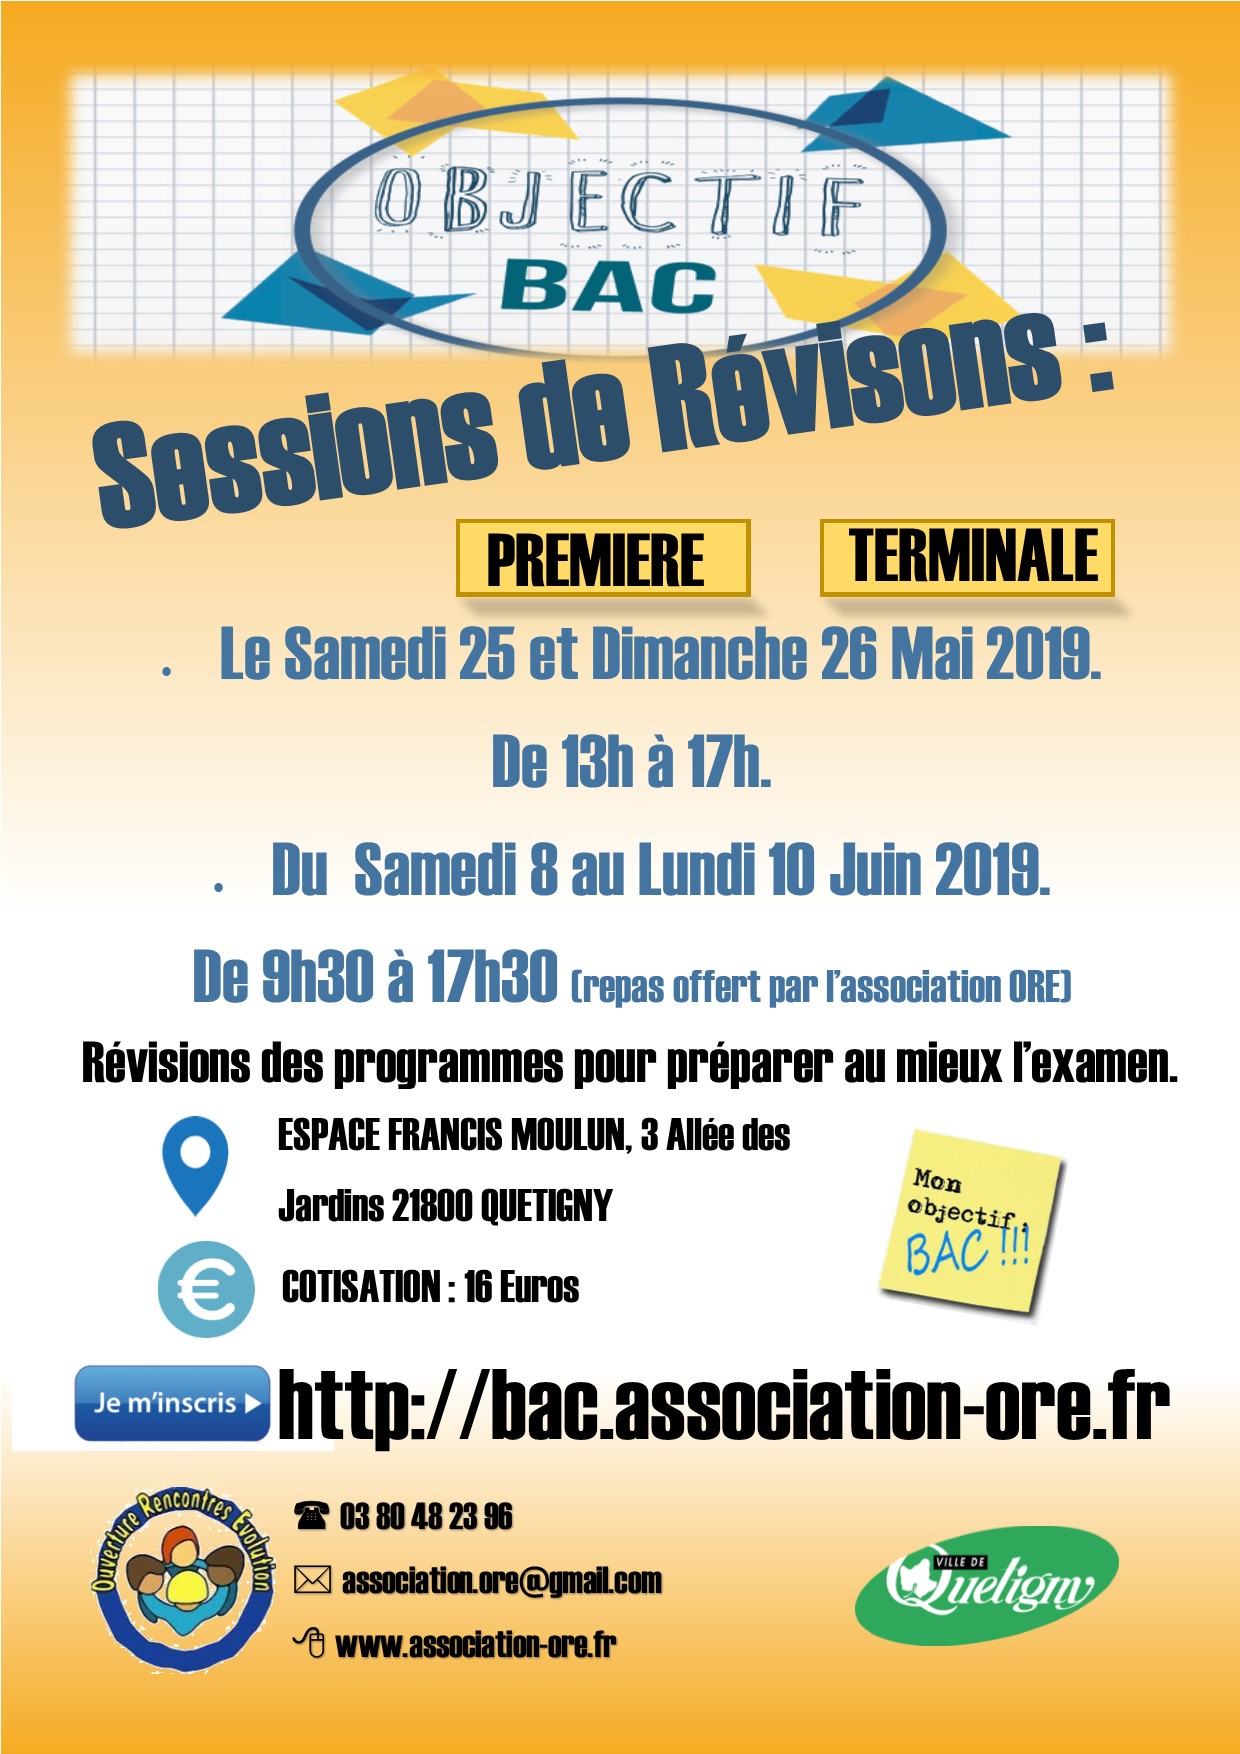 OBJECTIF
BAC
Sessions de Révisons :
PREMIERE
TERMINALE
• Le Samedi 25 et Dimanche 26 Mai 2019.
De 13h à 17h.
• Du Samedi 8 au Lundi 10 Juin 2019.
De 9h30 à 17h30 (repas offert par l'association ORE)
Révisions des programmes pour préparer au mieux l'examen.
ESPACE FRANCIS MOULUN, 3 Allée des
Jardins 21800 QUETIGNY
Mon
objectif :
BAC !!!
€ COTISATION : 16 Euros
Je m'inscris http://bac.association-ore.fr
Ouverture Rencontres Evolution
03 80 48 23 96
association.ore@gmail.com
www.association-ore.fr
VILLE DE
Quetigny